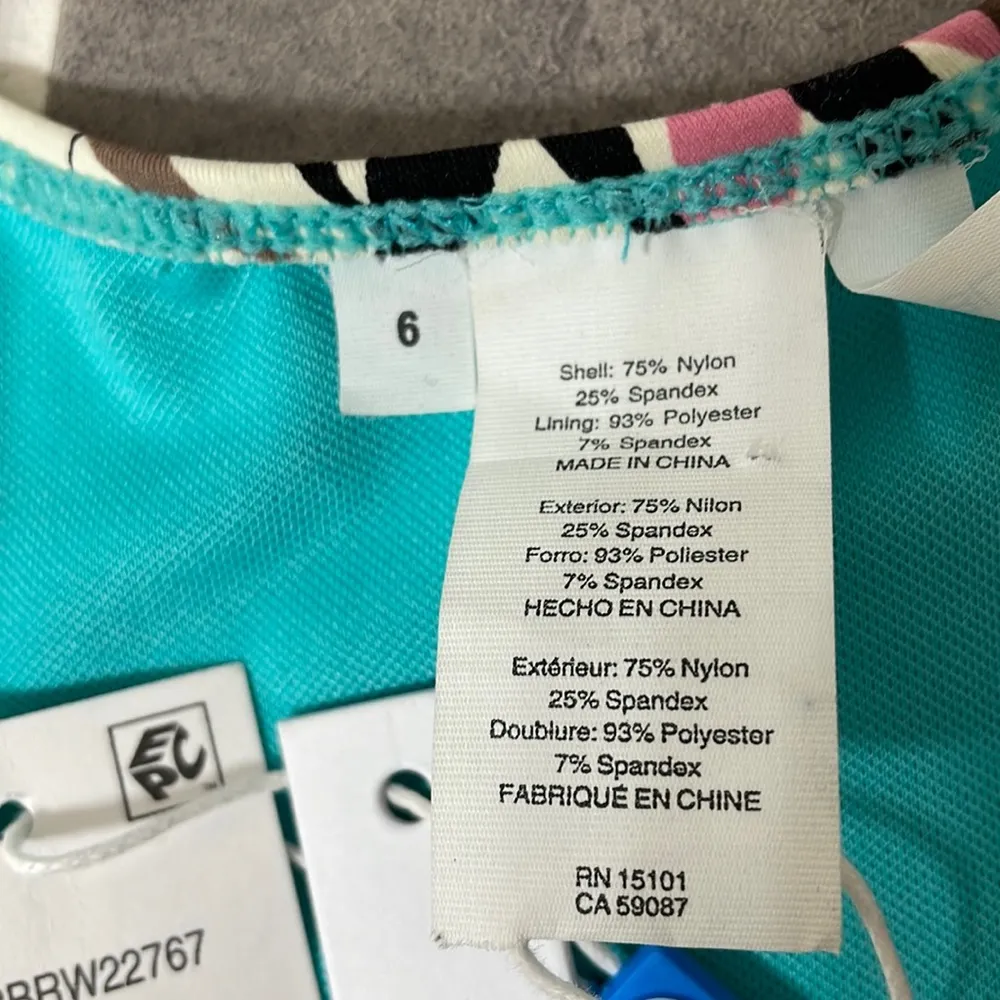 6
Shell: 75% Nylon
25% Spandex
Lining: 93% Polyester
7% Spandex
MADE IN CHINA
Exterior: 75% Nilon
25% Spandex
Forro: 93% Poliester
7% Spandex
HECHO EN CHINA
Extérieur: 75% Nylon
25% Spandex
Doublure: 93% Polyester
7% Spandex
FABRIQUÉ EN CHINE
RN 15101
CA 59087
EPC